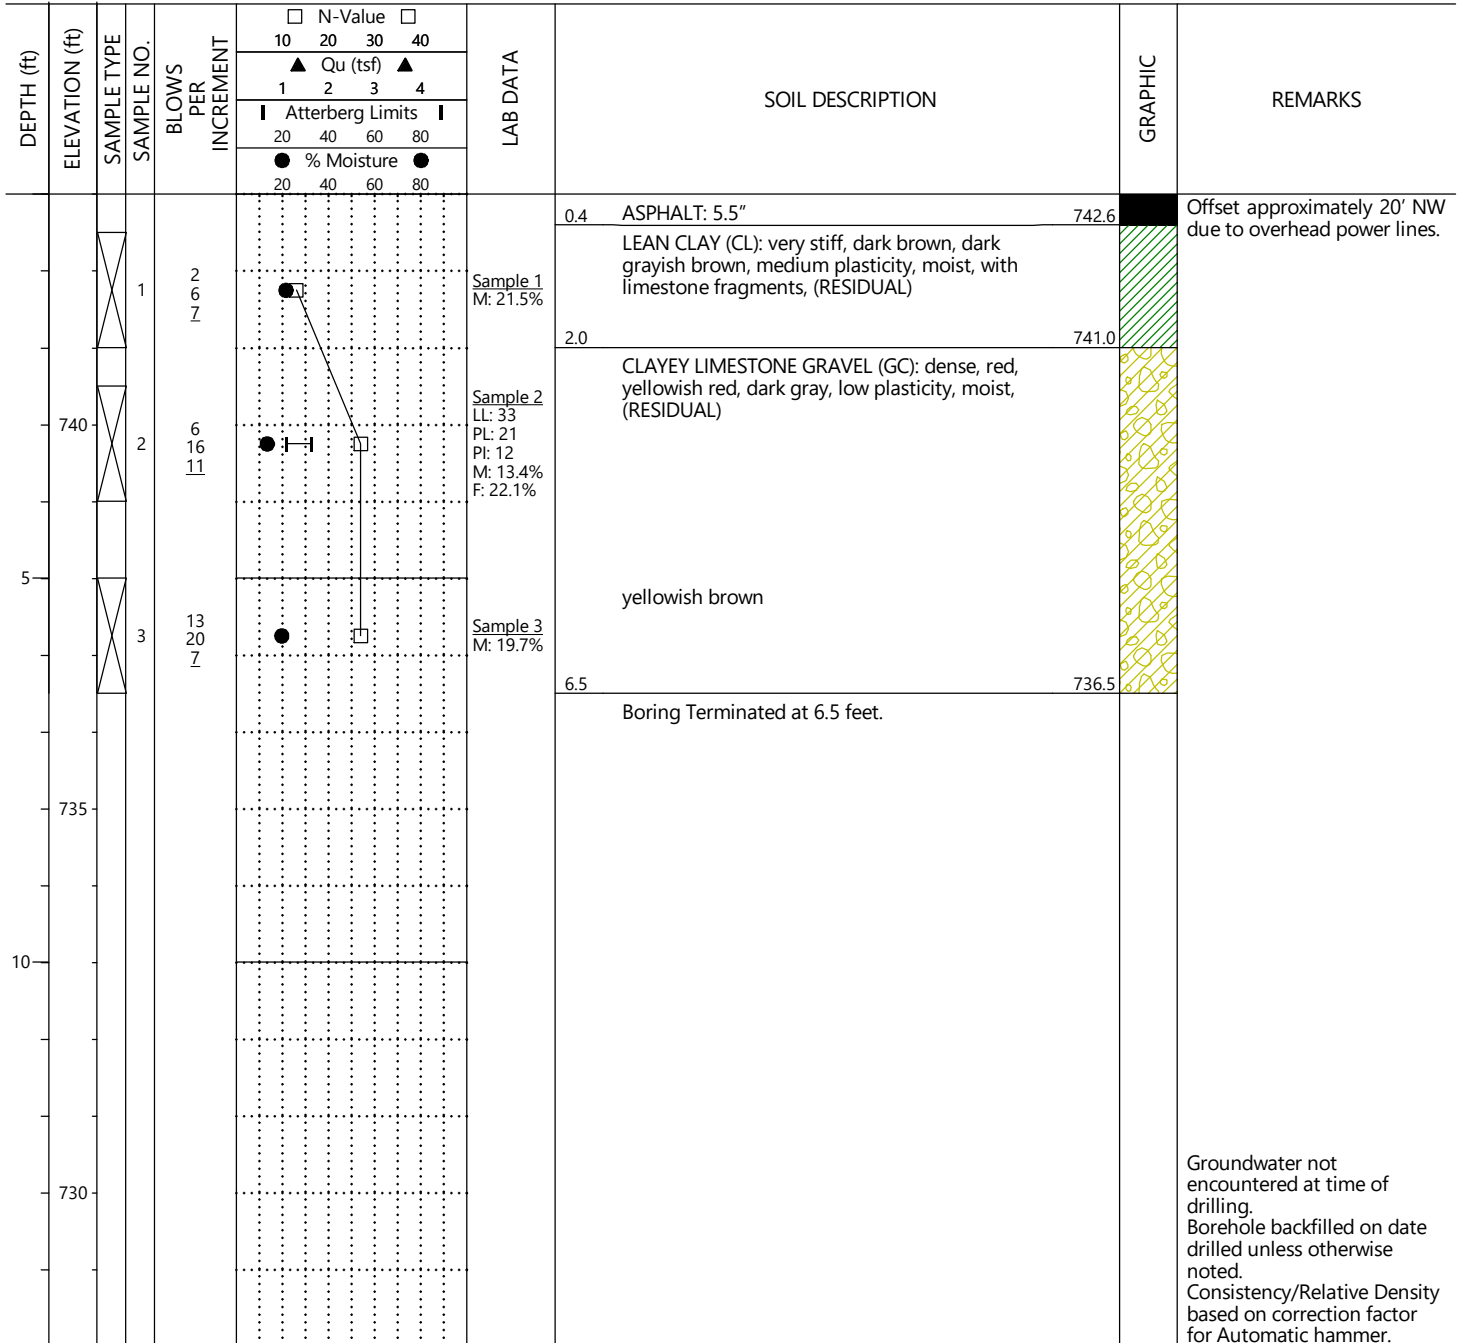 DEPTH (ft)
ELEVATION (ft)
SAMPLE TYPE
SAMPLE NO.
BLOWS
PER
INCREMENT
N-Value
10 20 30 40
Qu (tsf)
1 2 3 4
Atterberg Limits
20 40 60 80
% Moisture
20 40 60 80
LAB DATA
SOIL DESCRIPTION
GRAPHIC
REMARKS
0.4 ASPHALT: 5.5" 742.6
Offset approximately 20' NW
due to overhead power lines.
LEAN CLAY (CL): very stiff, dark brown, dark
grayish brown, medium plasticity, moist, with
limestone fragments, (RESIDUAL)
1
2
6
7
Sample 1
M: 21.5%
2.0 741.0
CLAYEY LIMESTONE GRAVEL (GC): dense, red,
yellowish red, dark gray, low plasticity, moist,
(RESIDUAL)
740
2
6
16
11
Sample 2
LL: 33
PL: 21
PI: 12
M: 13.4%
F: 22.1%
5
yellowish brown
3
13
20
7
Sample 3
M: 19.7%
6.5 736.5
Boring Terminated at 6.5 feet.
735
10
730
Groundwater not
encountered at time of
drilling.
Borehole backfilled on date
drilled unless otherwise
noted.
Consistency/Relative Density
based on correction factor
for Automatic hammer.